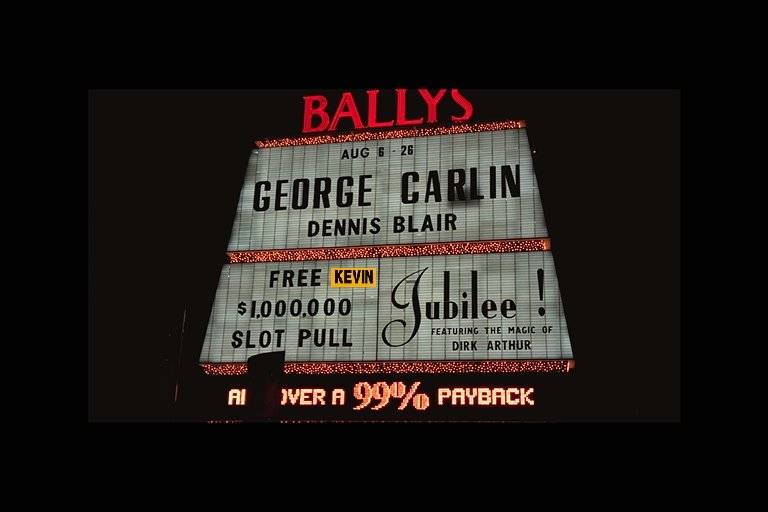 BALLYS
AUG 6 - 26
GEORGE CARLIN
DENNIS BLAIR
FREE KEVIN
$1,000,000
SLOT PULL
Jubilee!
FEATURING THE MAGIC OF
DIRK ARTHUR
A 99% PAYBACK